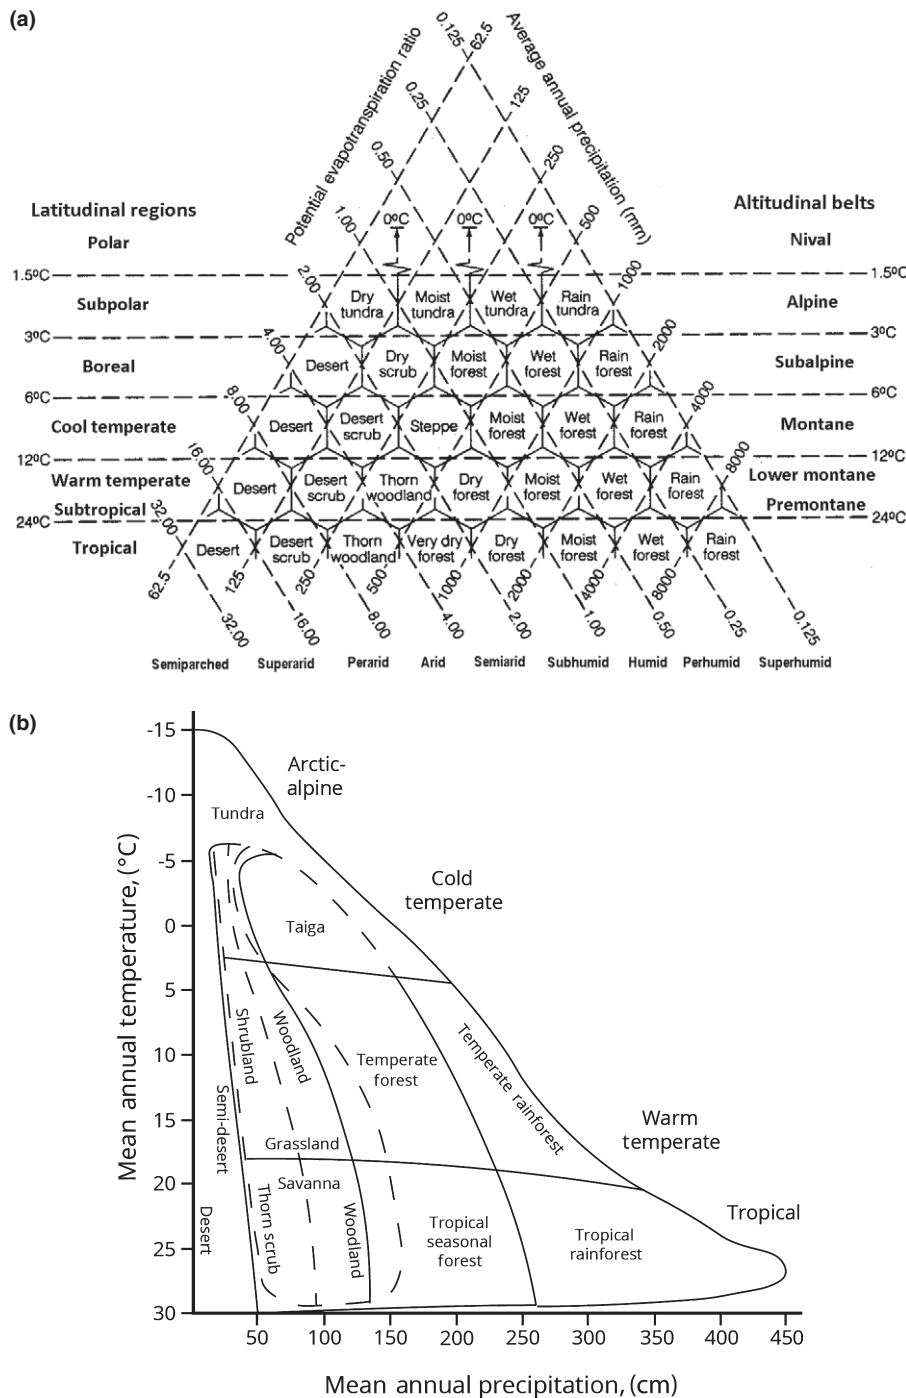 (a)
Potential evapotranspiration ratio
Average annual precipitation (mm)
0.125
62.5
0.25
125
0.50
250
1.00
500
2.00
1000
4.00
2000
8.00
4000
16.00
8000
32.00
Latitudinal regions
Altitudinal belts
0ºC
0ºC
0ºC
Polar
Nival
1.5ºC
1.5ºC
Subpolar
Dry
tundra
Moist
tundra
Wet
tundra
Rain
tundra
Alpine
3ºC
3ºC
Boreal
Desert
Dry
scrub
Moist
forest
Wet
forest
Rain
forest
Subalpine
6ºC
6ºC
Cool temperate
Desert
Desert
scrub
Steppe
Moist
forest
Wet
forest
Rain
forest
Montane
12ºC
12ºC
Warm temperate
Subtropical
Desert
Desert
scrub
Thorn
woodland
Dry
forest
Moist
forest
Wet
forest
Rain
forest
Lower montane
Premontane
24ºC
24ºC
Tropical
Desert
Desert
scrub
Thorn
woodland
Very dry
forest
Dry
forest
Moist
forest
Wet
forest
Rain
forest
62.5
125
250
500
1000
2000
4000
8000
32.00
16.00
8.00
4.00
2.00
1.00
0.50
0.25
0.125
Semiparched
Superarid
Perarid
Arid
Semiarid
Subhumid
Humid
Perhumid
Superhumid
(b)
Mean annual temperature, (°C)
-15
-10
-5
0
5
10
15
20
25
30
Arctic-
alpine
Tundra
Cold
temperate
Taiga
Shrubland
Woodland
Temperate
forest
Temperate rainforest
Semi-desert
Warm
temperate
Grassland
Savanna
Desert
Thorn scrub
Woodland
Tropical
seasonal
forest
Tropical
rainforest
Tropical
50
100
150
200
250
300
350
400
450
Mean annual precipitation, (cm)